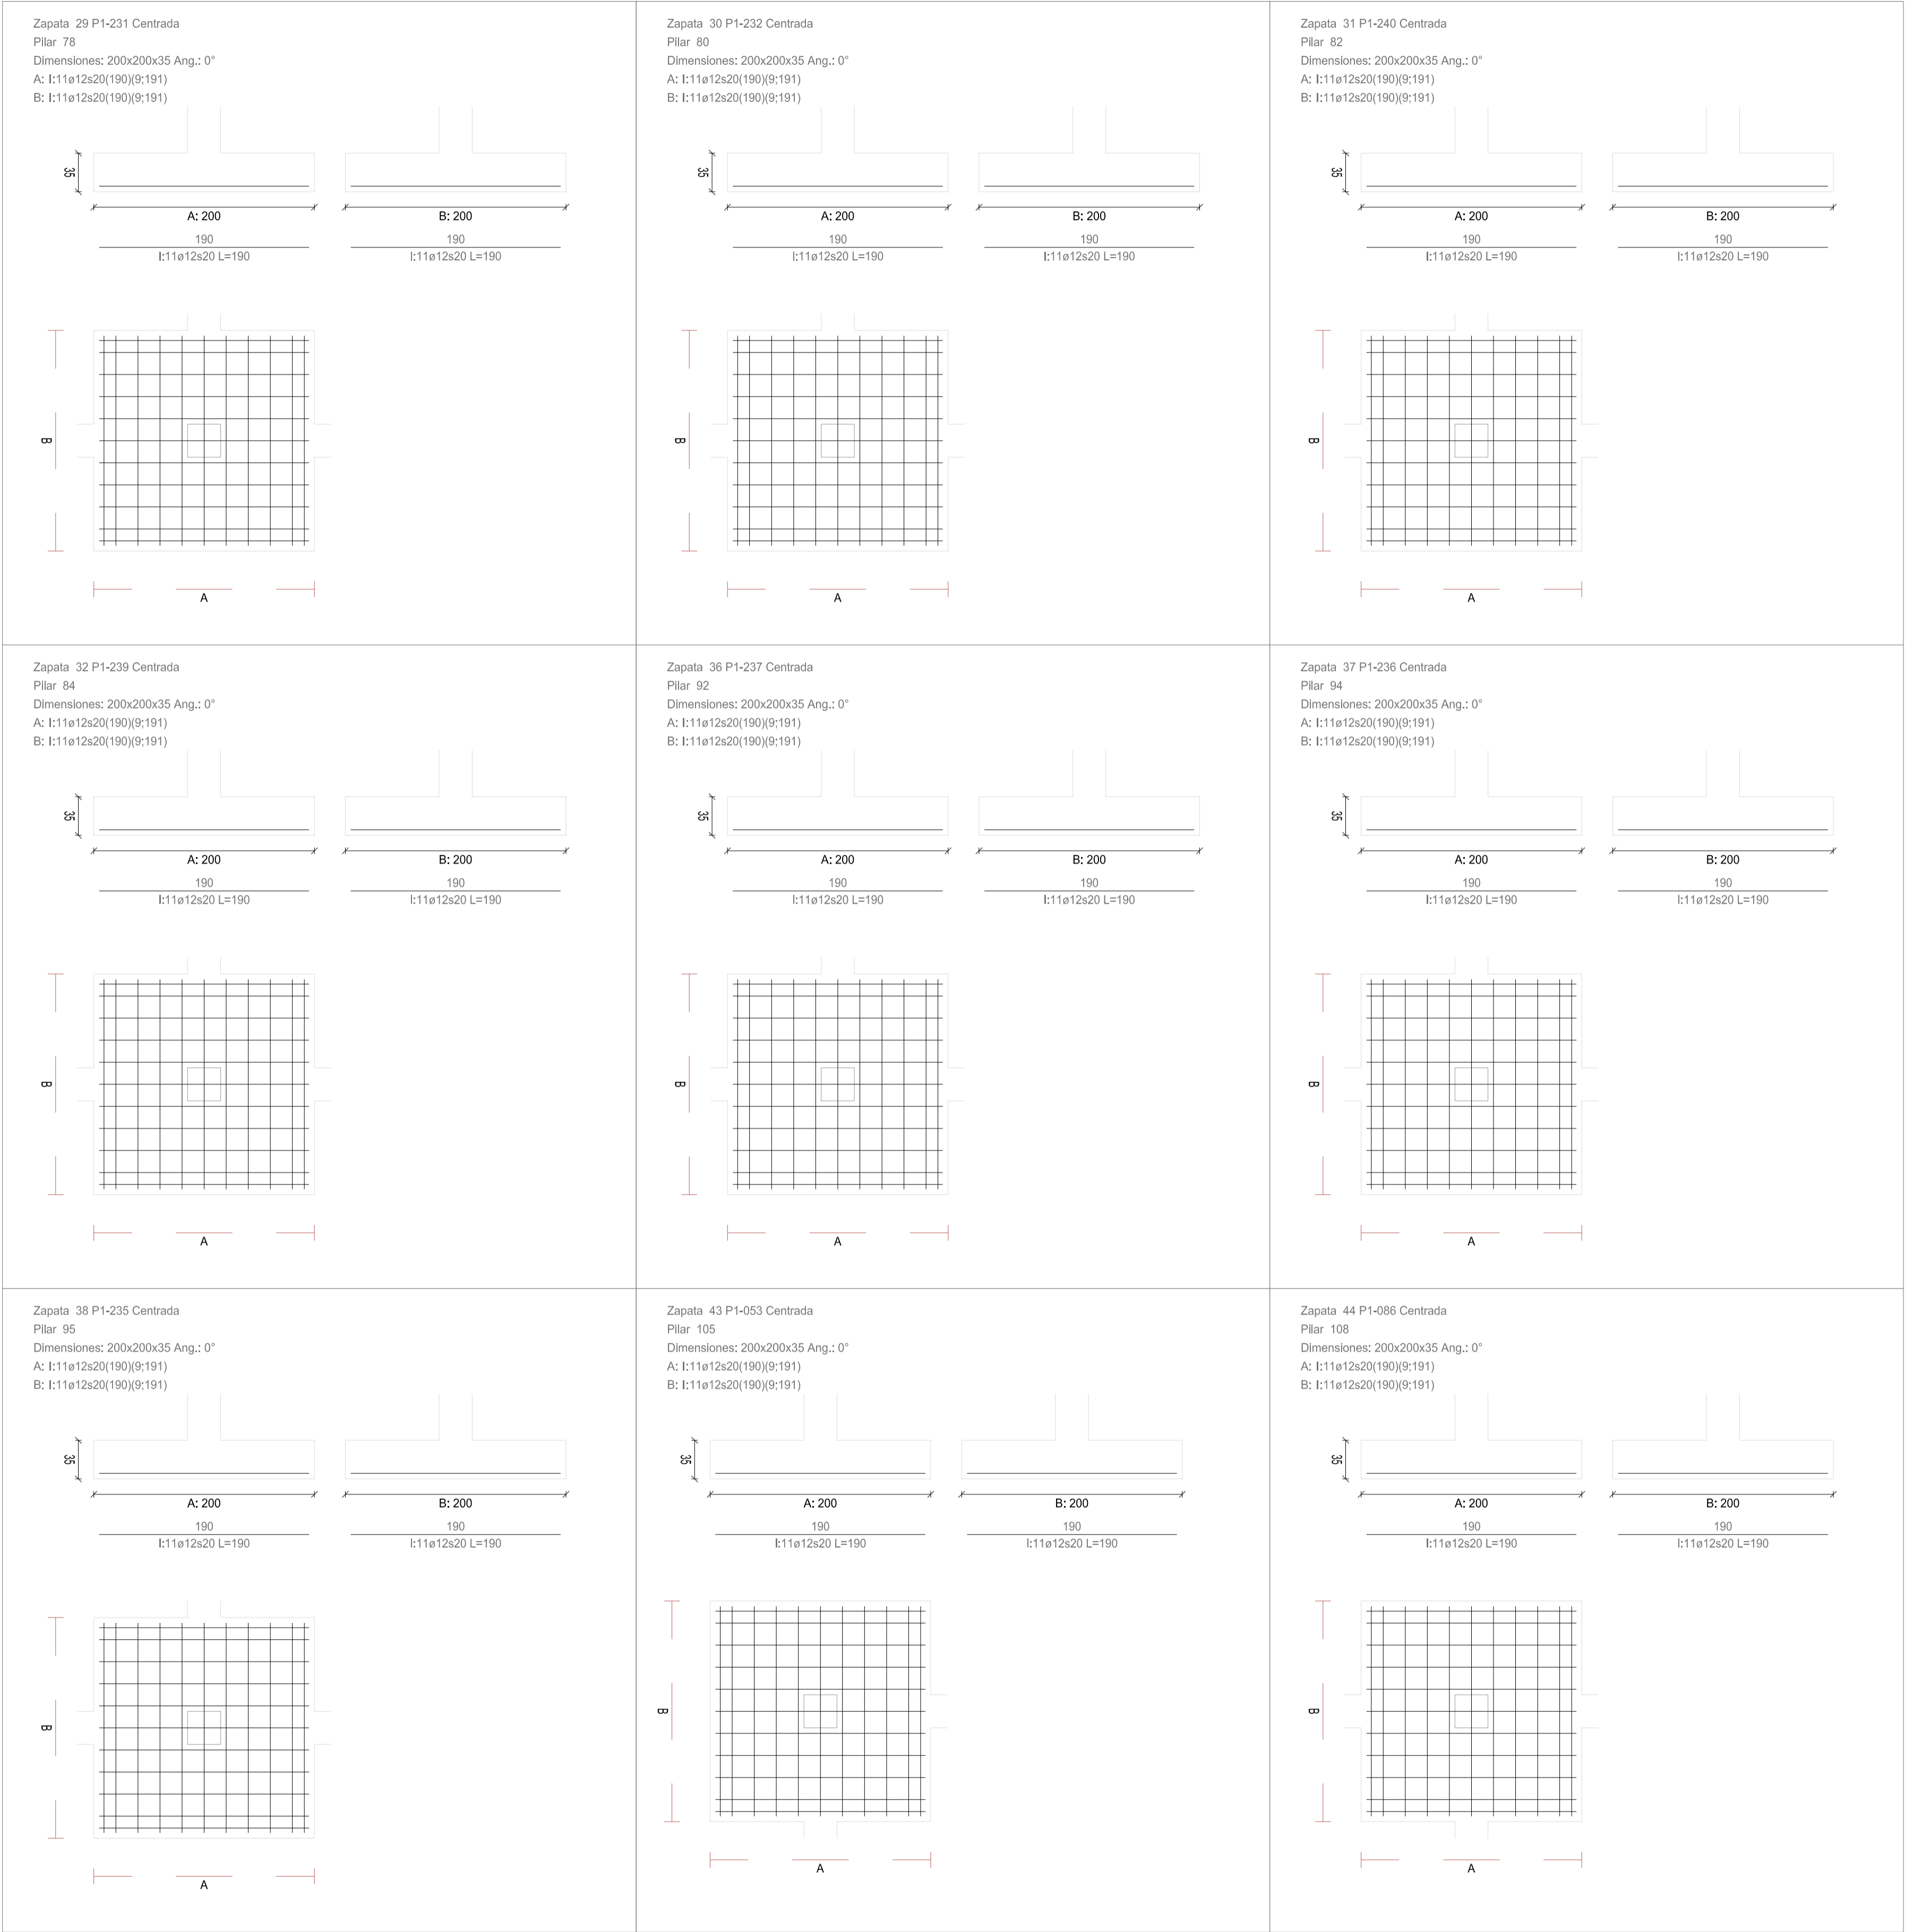 Zapata 29 P1-231 Centrada
Pilar 78
Dimensiones: 200x200x35 Ang.: 0°
A: I:11ø12s20(190)(9;191)
B: I:11ø12s20(190)(9;191)
35
A: 200
B: 200
190
190
I:11ø12s20 L=190
I:11ø12s20 L=190
B
A
Zapata 30 P1-232 Centrada
Pilar 80
Dimensiones: 200x200x35 Ang.: 0°
A: I:11ø12s20(190)(9;191)
B: I:11ø12s20(190)(9;191)
35
A: 200
B: 200
190
190
I:11ø12s20 L=190
I:11ø12s20 L=190
B
A
Zapata 31 P1-240 Centrada
Pilar 82
Dimensiones: 200x200x35 Ang.: 0°
A: I:11ø12s20(190)(9;191)
B: I:11ø12s20(190)(9;191)
35
A: 200
B: 200
190
190
I:11ø12s20 L=190
I:11ø12s20 L=190
B
A
Zapata 32 P1-239 Centrada
Pilar 84
Dimensiones: 200x200x35 Ang.: 0°
A: I:11ø12s20(190)(9;191)
B: I:11ø12s20(190)(9;191)
35
A: 200
B: 200
190
190
I:11ø12s20 L=190
I:11ø12s20 L=190
B
A
Zapata 36 P1-237 Centrada
Pilar 92
Dimensiones: 200x200x35 Ang.: 0°
A: I:11ø12s20(190)(9;191)
B: I:11ø12s20(190)(9;191)
35
A: 200
B: 200
190
190
I:11ø12s20 L=190
I:11ø12s20 L=190
B
A
Zapata 37 P1-236 Centrada
Pilar 94
Dimensiones: 200x200x35 Ang.: 0°
A: I:11ø12s20(190)(9;191)
B: I:11ø12s20(190)(9;191)
35
A: 200
B: 200
190
190
I:11ø12s20 L=190
I:11ø12s20 L=190
B
A
Zapata 38 P1-235 Centrada
Pilar 95
Dimensiones: 200x200x35 Ang.: 0°
A: I:11ø12s20(190)(9;191)
B: I:11ø12s20(190)(9;191)
35
A: 200
B: 200
190
190
I:11ø12s20 L=190
I:11ø12s20 L=190
B
A
Zapata 43 P1-053 Centrada
Pilar 105
Dimensiones: 200x200x35 Ang.: 0°
A: I:11ø12s20(190)(9;191)
B: I:11ø12s20(190)(9;191)
35
A: 200
B: 200
190
190
I:11ø12s20 L=190
I:11ø12s20 L=190
B
A
Zapata 44 P1-086 Centrada
Pilar 108
Dimensiones: 200x200x35 Ang.: 0°
A: I:11ø12s20(190)(9;191)
B: I:11ø12s20(190)(9;191)
35
A: 200
B: 200
190
190
I:11ø12s20 L=190
I:11ø12s20 L=190
B
A